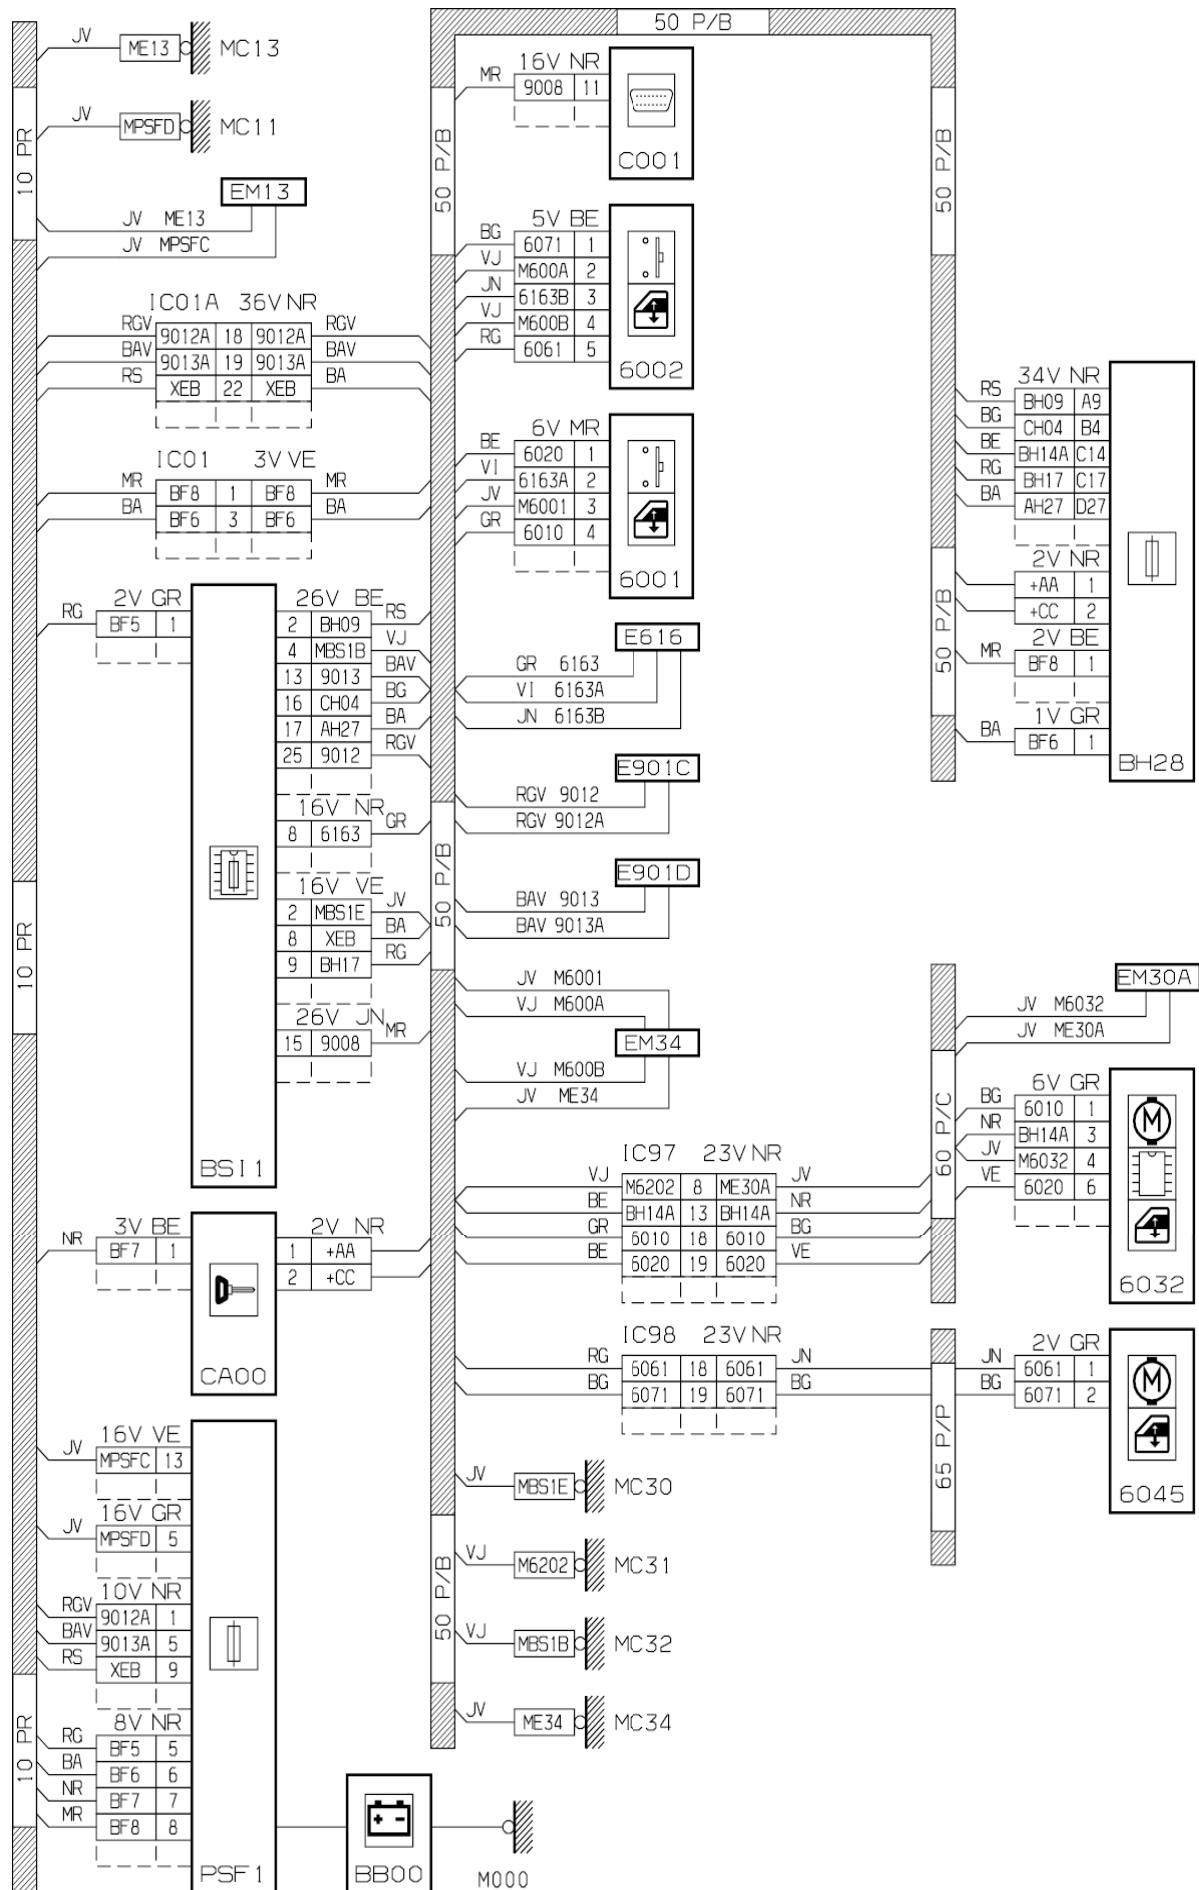 50 P/B
JV ME13 MC13
JV MPSFD MC11
10 PR
EM13
JV ME13
JV MPSFC
IC01A 36V NR
RGV 9012A 18 9012A RGV
BAV 9013A 19 9013A BAV
RS XEB 22 XEB BA
IC01 3V VE
MR BF8 1 BF8 MR
BA BF6 3 BF6 BA
2V GR
RG BF5 1
26V BE
2 BH09 RS
4 MBS1B VJ
13 9013 BAV
16 CH04 BG
17 AH27 BA
25 9012 RGV
16V NR
8 6163 GR
16V VE
2 MBS1E JV
8 XEB BA
9 BH17 RG
26V JN
15 9008 MR
BSI1
10 PR
3V BE
NR BF7 1
2V NR
1 +AA
2 +CC
CA00
16V VE
JV MPSFC 13
16V GR
JV MPSFD 5
10V NR
RGV 9012A 1
BAV 9013A 5
RS XEB 9
8V NR
RG BF5 5
BA BF6 6
NR BF7 7
MR BF8 8
PSF1
10 PR
BB00
M000
50 P/B
16V NR
MR 9008 11
C001
5V BE
BG 6071 1
VJ M600A 2
JN 6163B 3
VJ M600B 4
RG 6061 5
6002
6V MR
BE 6020 1
VI 6163A 2
JV M6001 3
GR 6010 4
6001
E616
GR 6163
VI 6163A
JN 6163B
E901C
RGV 9012
RGV 9012A
50 P/B
E901D
BAV 9013
BAV 9013A
JV M6001
VJ M600A
EM34
VJ M600B
JV ME34
IC97 23V NR
VJ M6202 8 ME30A JV
BE BH14A 13 BH14A NR
GR 6010 18 6010 BG
BE 6020 19 6020 VE
IC98 23V NR
RG 6061 18 6061 JN
BG 6071 19 6071 BG
JV MBS1E MC30
VJ M6202 MC31
VJ MBS1B MC32
JV ME34 MC34
50 P/B
50 P/B
34V NR
RS BH09 A9
BG CH04 B4
BE BH14A C14
RG BH17 C17
BA AH27 D27
2V NR
+AA 1
+CC 2
50 P/B
2V BE
MR BF8 1
1V GR
BA BF6 1
BH28
EM30A
JV M6032
JV ME30A
60 P/C
6V GR
BG 6010 1
NR BH14A 3
JV M6032 4
VE 6020 6
M
6032
2V GR
JN 6061 1
BG 6071 2
M
6045
65 P/P